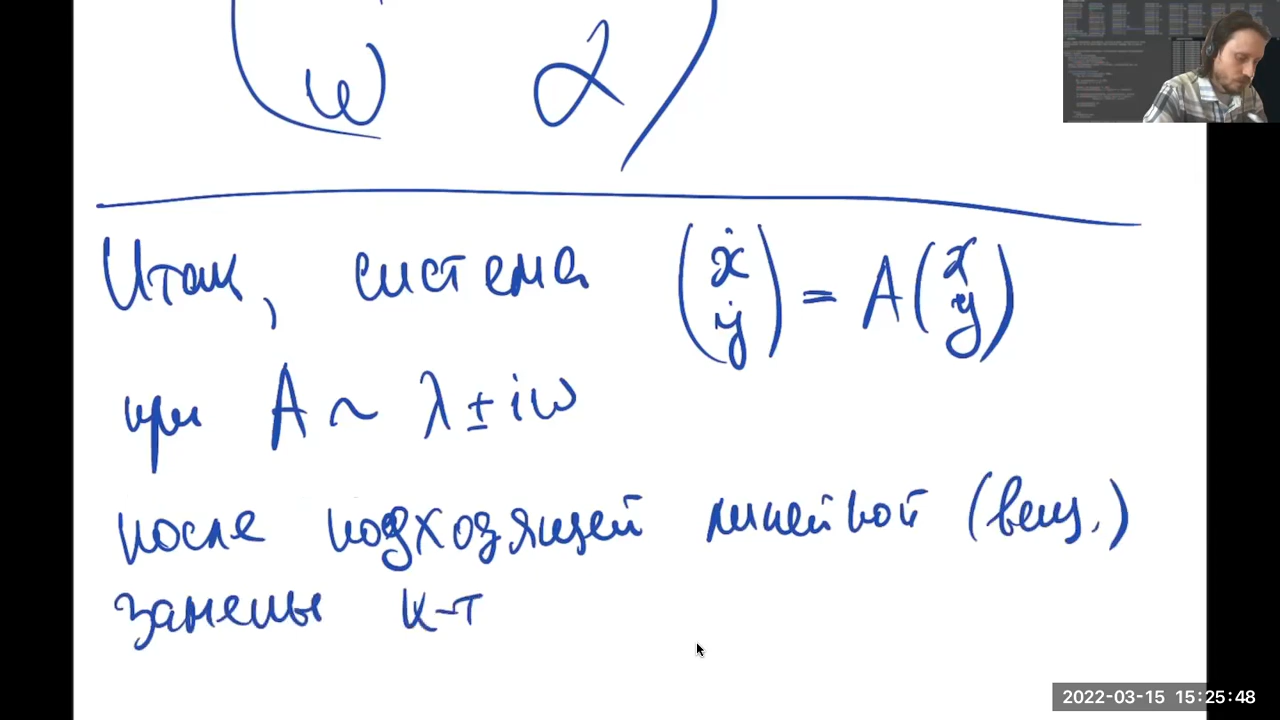 ω α
Итак, система (ẋ ẏ) = A(x y)
при A ~ λ ± iω
после подходящей линейной (вещ.)
замены к-т
2022-03-15 15:25:48